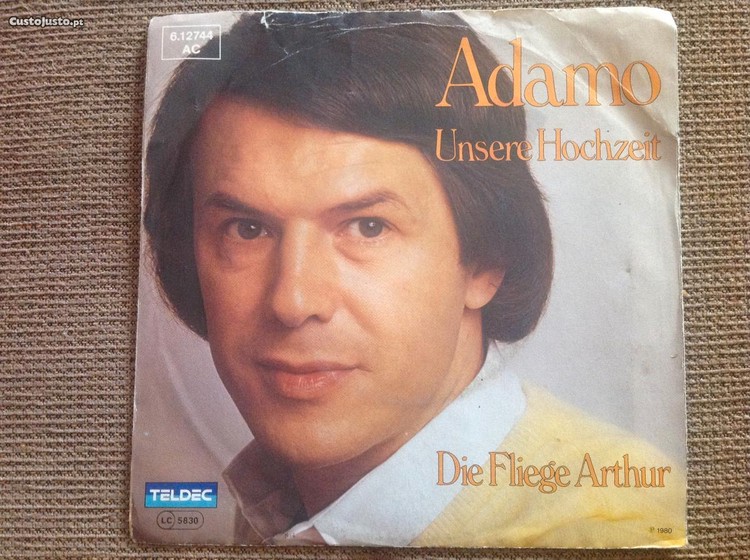 CustoJusto.pt
6.12744
AC
Adamo
Unsere Hochzeit
Die Fliege Arthur
TELDEC
LC 5830
℗ 1980